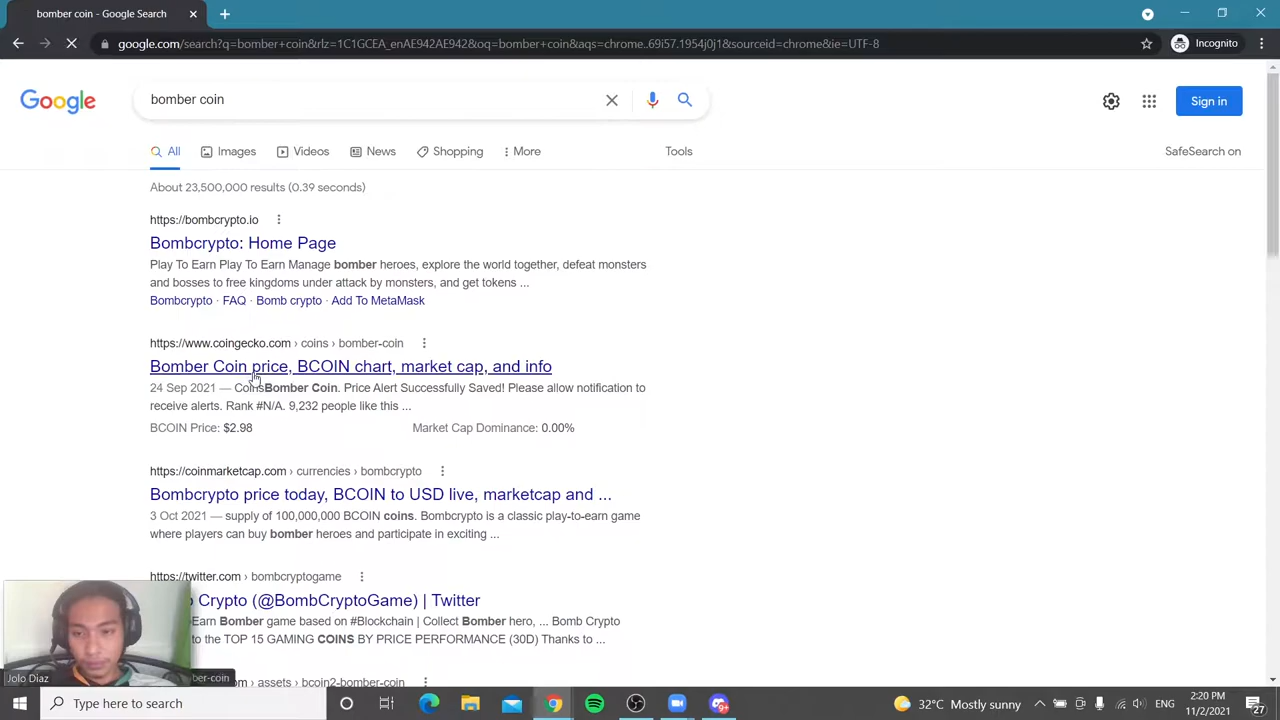 bomber coin - Google Search
google.com/search?q=bomber+coin&rlz=1C1GCEA_enAE942AE942&oq=bomber+coin&aqs=chrome..69i57.1954j0j1&sourceid=chrome&ie=UTF-8
Incognito
Google
bomber coin
Sign in
All
Images
Videos
News
Shopping
More
Tools
SafeSearch on
About 23,500,000 results (0.39 seconds)
https://bombcrypto.io
Bombcrypto: Home Page
Play To Earn Play To Earn Manage bomber heroes, explore the world together, defeat monsters
and bosses to free kingdoms under attack by monsters, and get tokens ...
Bombcrypto · FAQ · Bomb crypto · Add To MetaMask
https://www.coingecko.com › coins › bomber-coin
Bomber Coin price, BCOIN chart, market cap, and info
24 Sep 2021 — CoinsBomber Coin. Price Alert Successfully Saved! Please allow notification to
receive alerts. Rank #N/A. 9,232 people like this ...
BCOIN Price: $2.98
Market Cap Dominance: 0.00%
https://coinmarketcap.com › currencies › bombcrypto
Bombcrypto price today, BCOIN to USD live, marketcap and ...
3 Oct 2021 — supply of 100,000,000 BCOIN coins. Bombcrypto is a classic play-to-earn game
where players can buy bomber heroes and participate in exciting ...
https://twitter.com › bombcryptogame
Crypto (@BombCryptoGame) | Twitter
Earn Bomber game based on #Blockchain | Collect Bomber hero, ... Bomb Crypto
to the TOP 15 GAMING COINS BY PRICE PERFORMANCE (30D) Thanks to ...
Jolo Diaz
ber-coin
› assets › bcoin2-bomber-coin
Type here to search
9+
32°C Mostly sunny
ENG
2:20 PM
11/2/2021
27